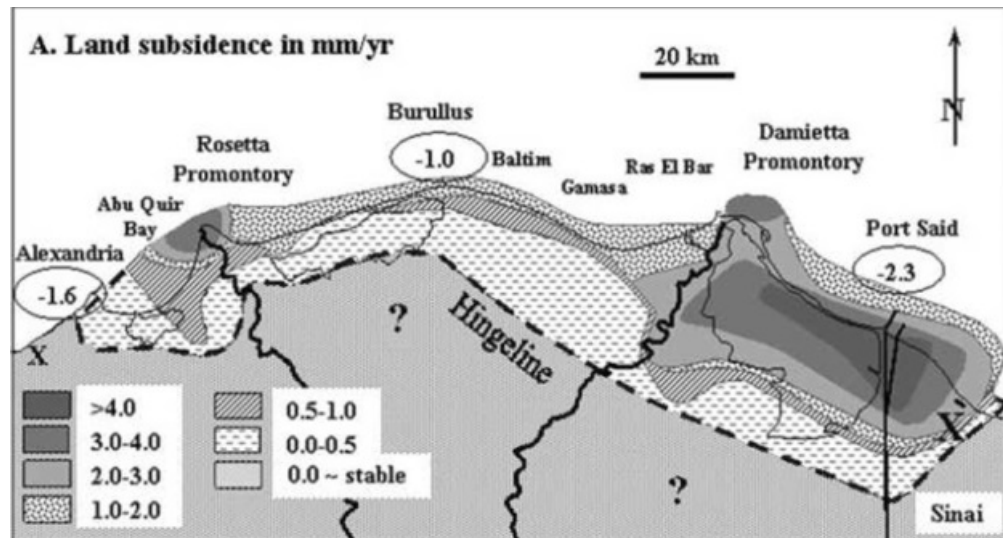 A. Land subsidence in mm/yr
20 km
N
Burullus
-1.0
Baltim
Rosetta
Promontory
Damietta
Promontory
Ras El Bar
Gamasa
Abu Quir
Bay
Port Said
-2.3
Alexandria
-1.6
X
?
Hingeline
Y
>4.0
3.0-4.0
2.0-3.0
1.0-2.0
0.5-1.0
0.0-0.5
0.0 ~ stable
?
Sinai